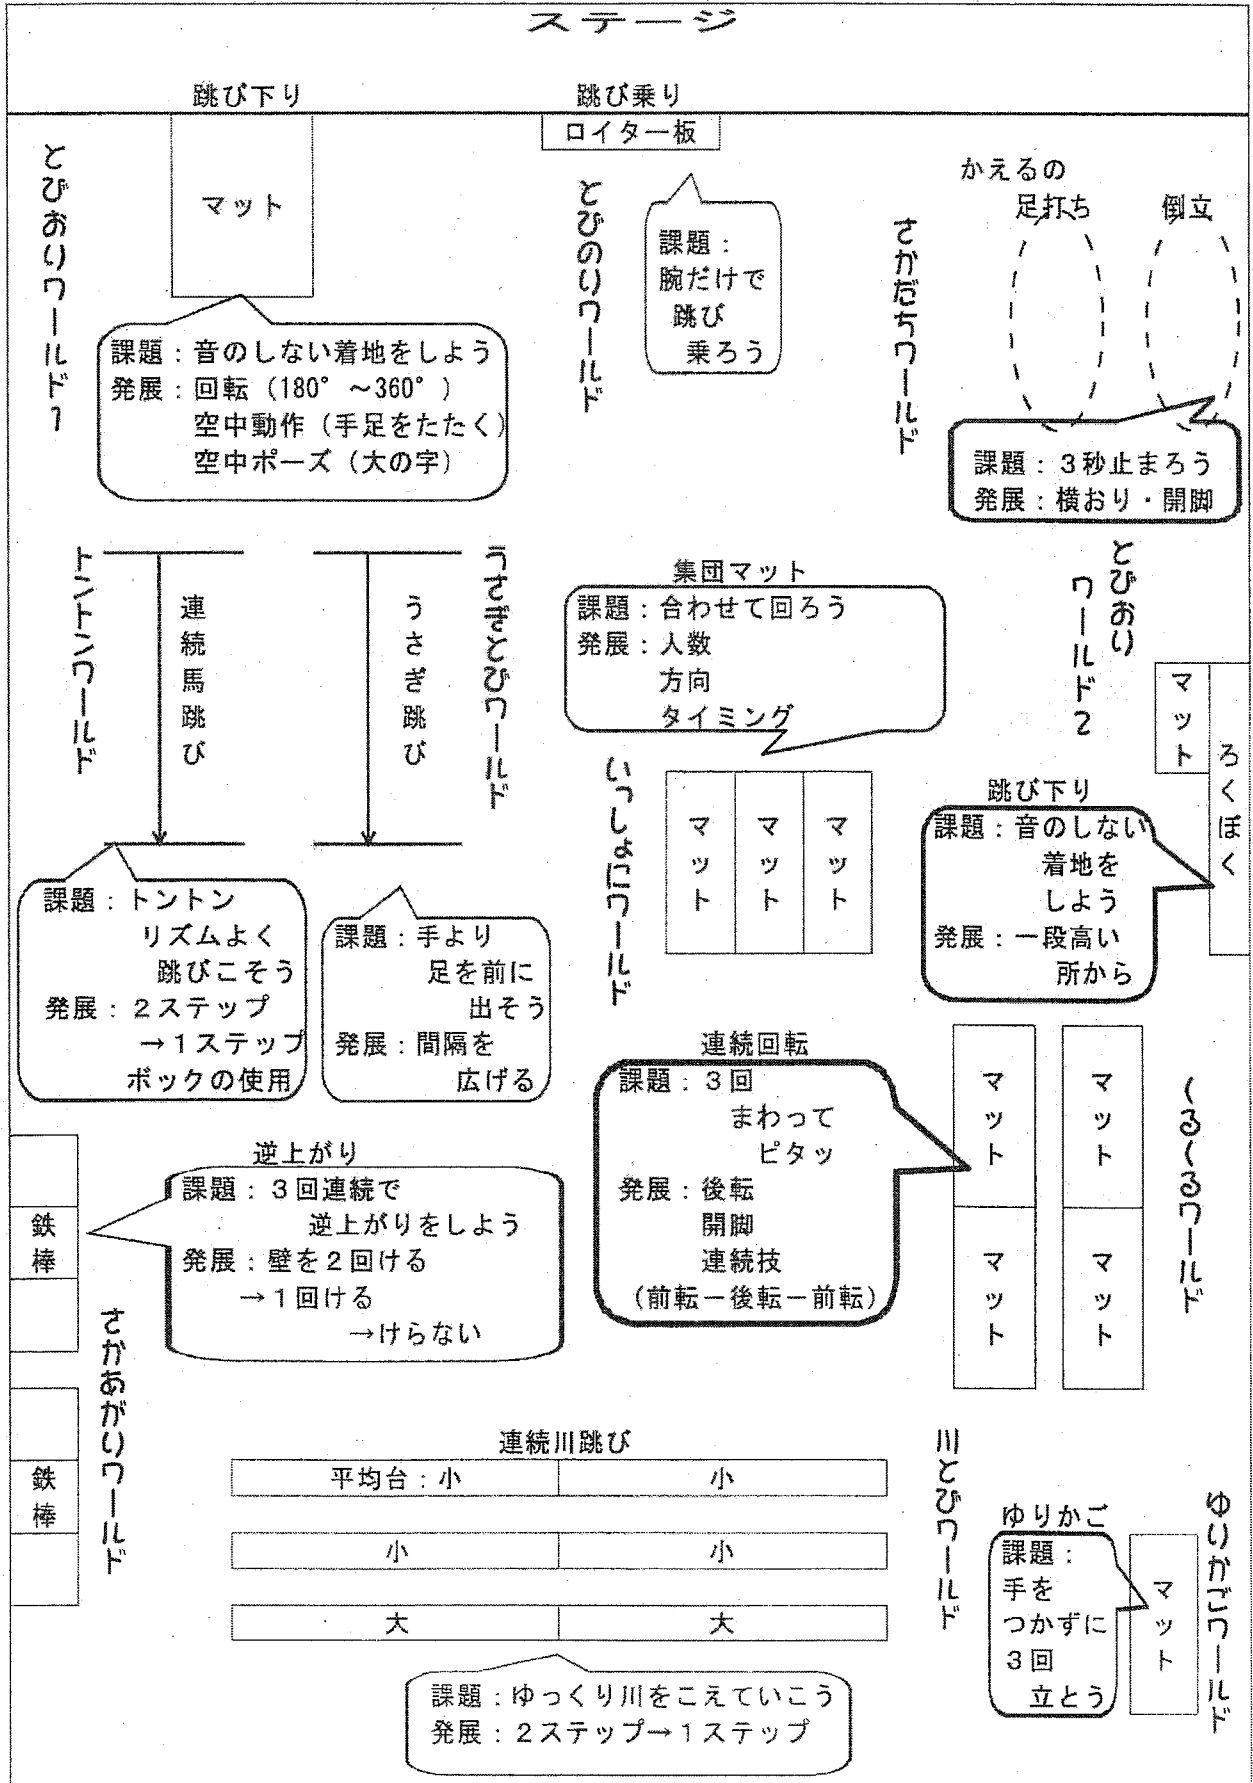 ステージ
跳び下り
跳び乗り
マット
ロイター板
とびおりワールド1
とびのりワールド
さかだちワールド
かえるの
足打ち
倒立
課題：
腕だけで
跳び
乗ろう
課題：音のしない着地をしよう
発展：回転（180°～360°）
空中動作（手足をたたく）
空中ポーズ（大の字）
課題：３秒止まろう
発展：横おり・開脚
トントンワールド
連続馬跳び
うさぎ跳び
うさぎとびワールド
集団マット
課題：合わせて回ろう
発展：人数
方向
タイミング
いっしょにワールド
マット
マット
マット
とびおり
ワールド2
マット
ろくぼく
跳び下り
課題：音のしない
着地を
しよう
発展：一段高い
所から
課題：トントン
リズムよく
跳びこそう
発展：２ステップ
→１ステップ
ボックの使用
課題：手より
足を前に
出そう
発展：間隔を
広げる
連続回転
課題：３回
まわって
ピタッ
発展：後転
開脚
連続技
（前転－後転－前転）
マット
マット
マット
マット
くるくるワールド
逆上がり
課題：３回連続で
逆上がりをしよう
発展：壁を２回ける
→１回ける
→けらない
鉄棒
鉄棒
さかあがりワールド
連続川跳び
平均台：小
小
小
小
大
大
川とびワールド
課題：ゆっくり川をこえていこう
発展：２ステップ→１ステップ
ゆりかご
課題：
手を
つかずに
３回
立とう
マット
ゆりかごワールド